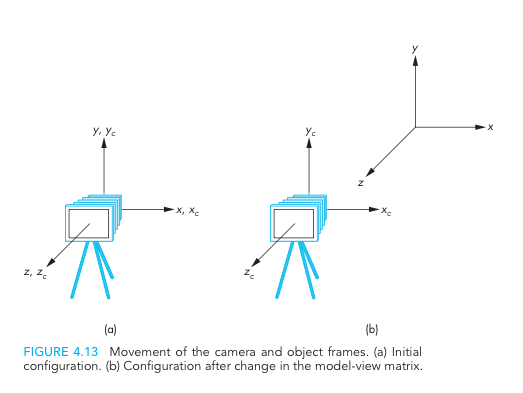 y
y, y_c
y_c
x
z
x, x_c
x_c
z, z_c
z_c
(a)
(b)
FIGURE 4.13 Movement of the camera and object frames. (a) Initial
configuration. (b) Configuration after change in the model-view matrix.